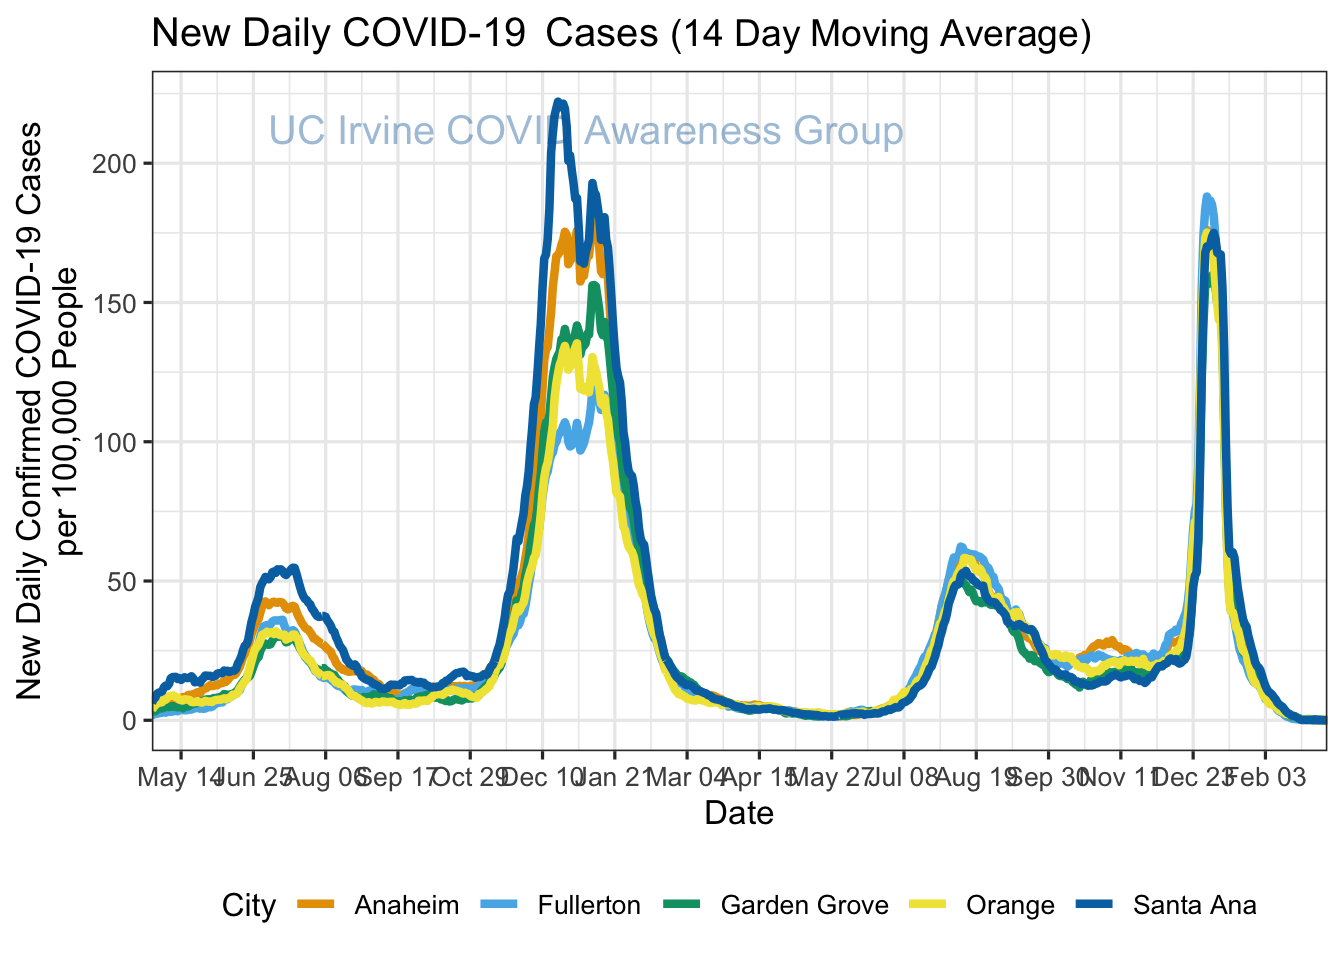 New Daily COVID-19 Cases (14 Day Moving Average)
UC Irvine COVID Awareness Group
New Daily Confirmed COVID-19 Cases
per 100,000 People
200
150
100
50
0
May 14 Jun 25 Aug 06 Sep 17 Oct 29 Dec 10 Jan 21 Mar 04 Apr 15 May 27 Jul 08 Aug 19 Sep 30 Nov 11 Dec 23 Feb 03
Date
City Anaheim Fullerton Garden Grove Orange Santa Ana